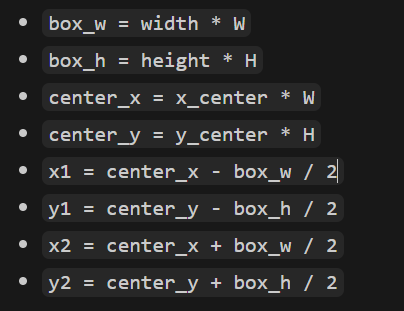 box_w = width * W
box_h = height * H
center_x = x_center * W
center_y = y_center * H
x1 = center_x - box_w / 2
y1 = center_y - box_h / 2
x2 = center_x + box_w / 2
y2 = center_y + box_h / 2